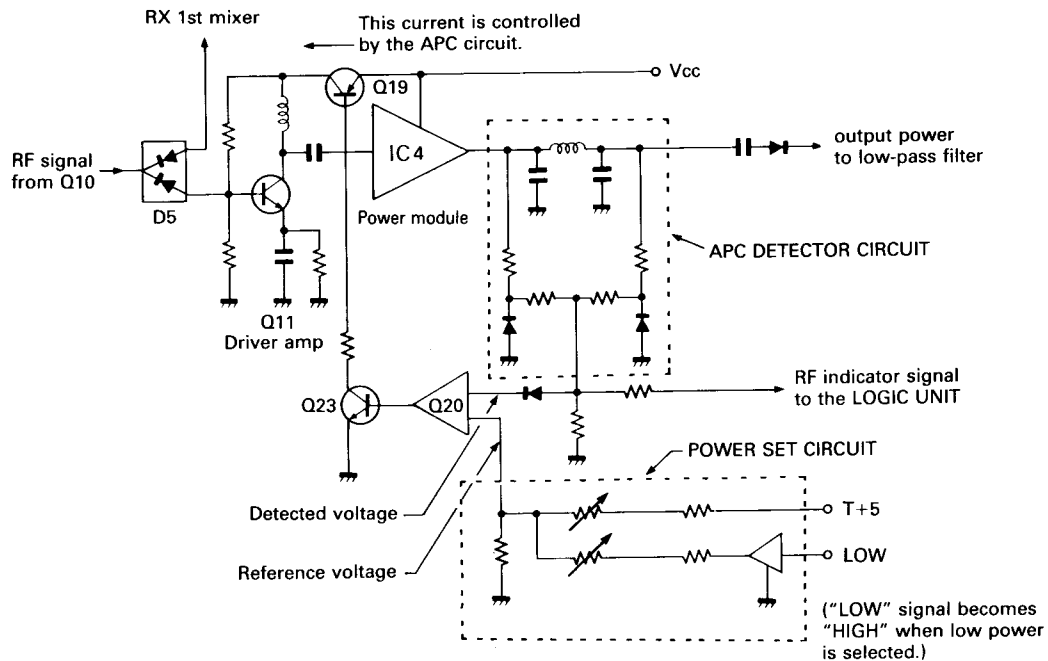 RX 1st mixer
This current is controlled
by the APC circuit.
Q19
Vcc
RF signal
from Q10
D5
IC4
Power module
output power
to low-pass filter
APC DETECTOR CIRCUIT
Q11
Driver amp
RF indicator signal
to the LOGIC UNIT
Q23
Q20
POWER SET CIRCUIT
Detected voltage
T+5
LOW
Reference voltage
("LOW" signal becomes
"HIGH" when low power
is selected.)